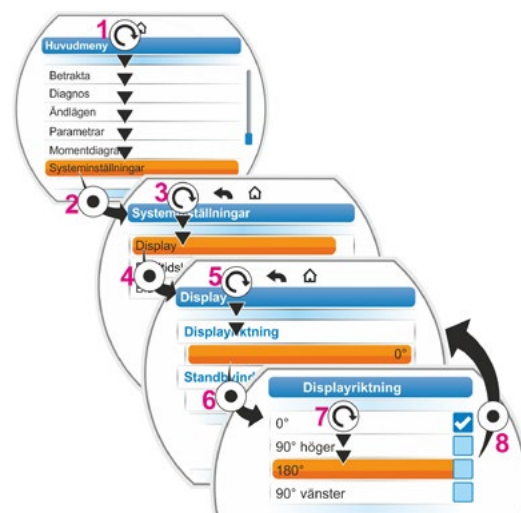 1
Huvudmeny
Betrakta
Diagnos
Ändlägen
Parametrar
Momentdiagra
Systeminställningar
2
3
Systeminställningar
Display
4
5
Display
Displayriktning
0°
6
Displayriktning
0°
7
8
90° höger
180°
90° vänster